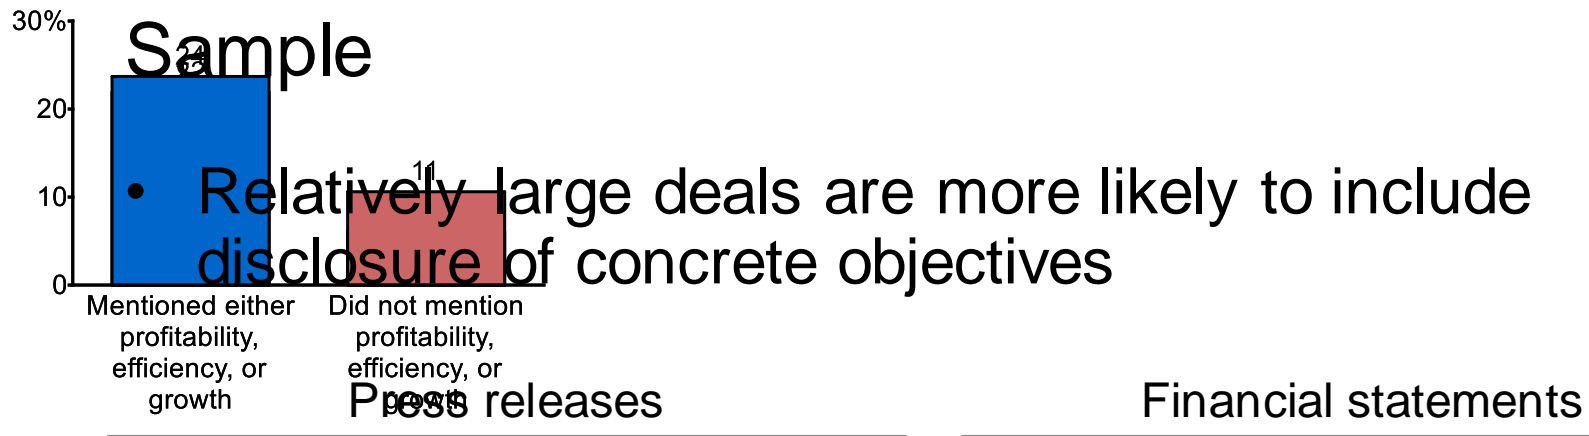 Sample
• Relatively large deals are more likely to include
disclosure of concrete objectives
30%
20
10
0
11
Mentioned either
profitability,
efficiency, or
growth
Did not mention
profitability,
efficiency, or
growth
Press releases
Financial statements